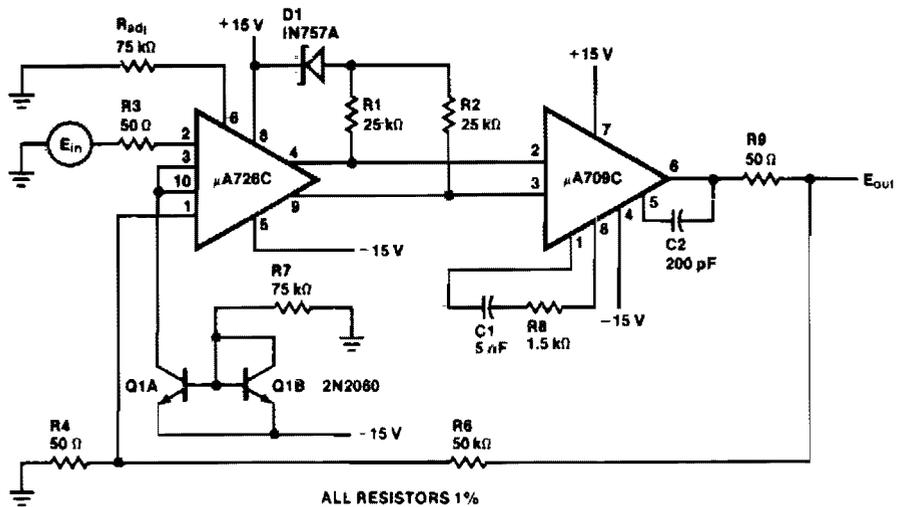 D1
IN757A
+15 V
Radj
75 kΩ
+15 V
R3
50 Ω
R1
25 kΩ
R2
25 kΩ
6
8
7
Ein
2
3
10
1
μA726C
4
9
5
2
3
μA709C
6
5
4
8
1
R9
50 Ω
Eout
C2
200 pF
−15 V
R7
75 kΩ
C1
R8
1.5 kΩ
−15 V
Q1A
Q1B
2N2060
−15 V
R4
50 Ω
R6
50 kΩ
ALL RESISTORS 1%